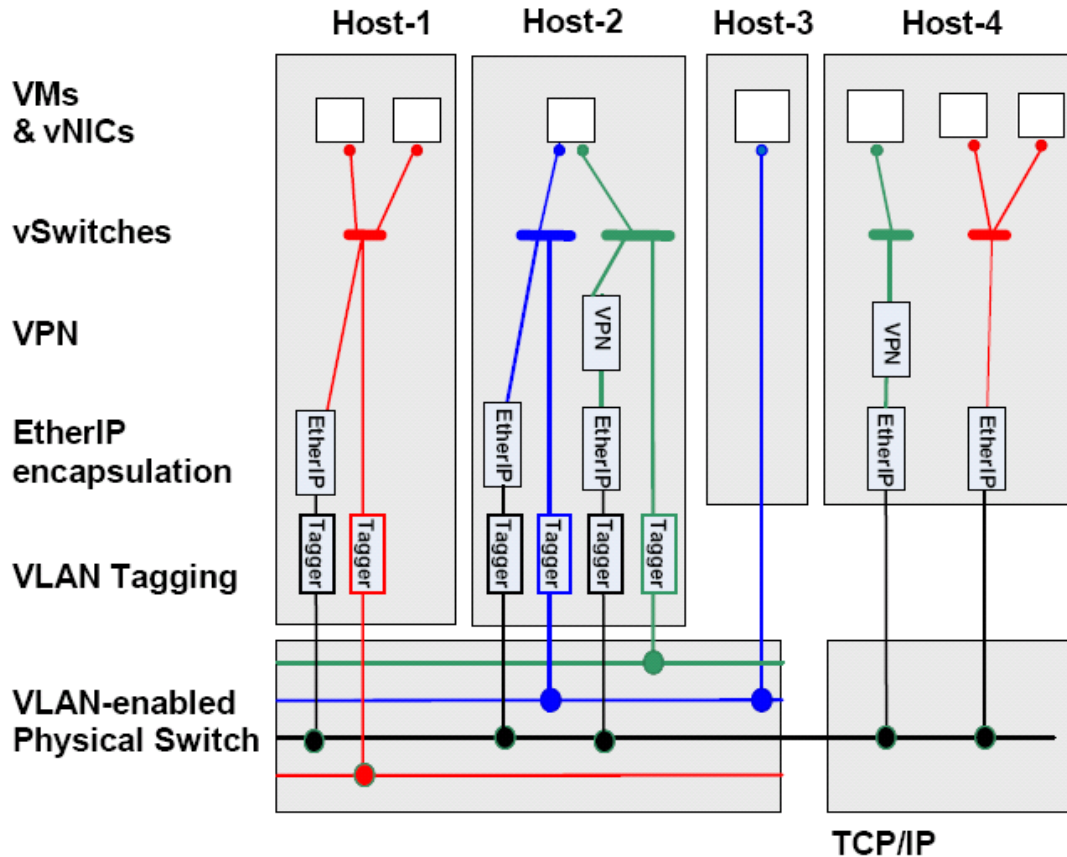 Host-1 Host-2 Host-3 Host-4
VMs
& vNICs
vSwitches
VPN
VPN VPN
EtherIP
encapsulation
EtherIP EtherIP EtherIP EtherIP EtherIP
VLAN Tagging
Tagger Tagger Tagger Tagger Tagger Tagger
VLAN-enabled
Physical Switch
TCP/IP